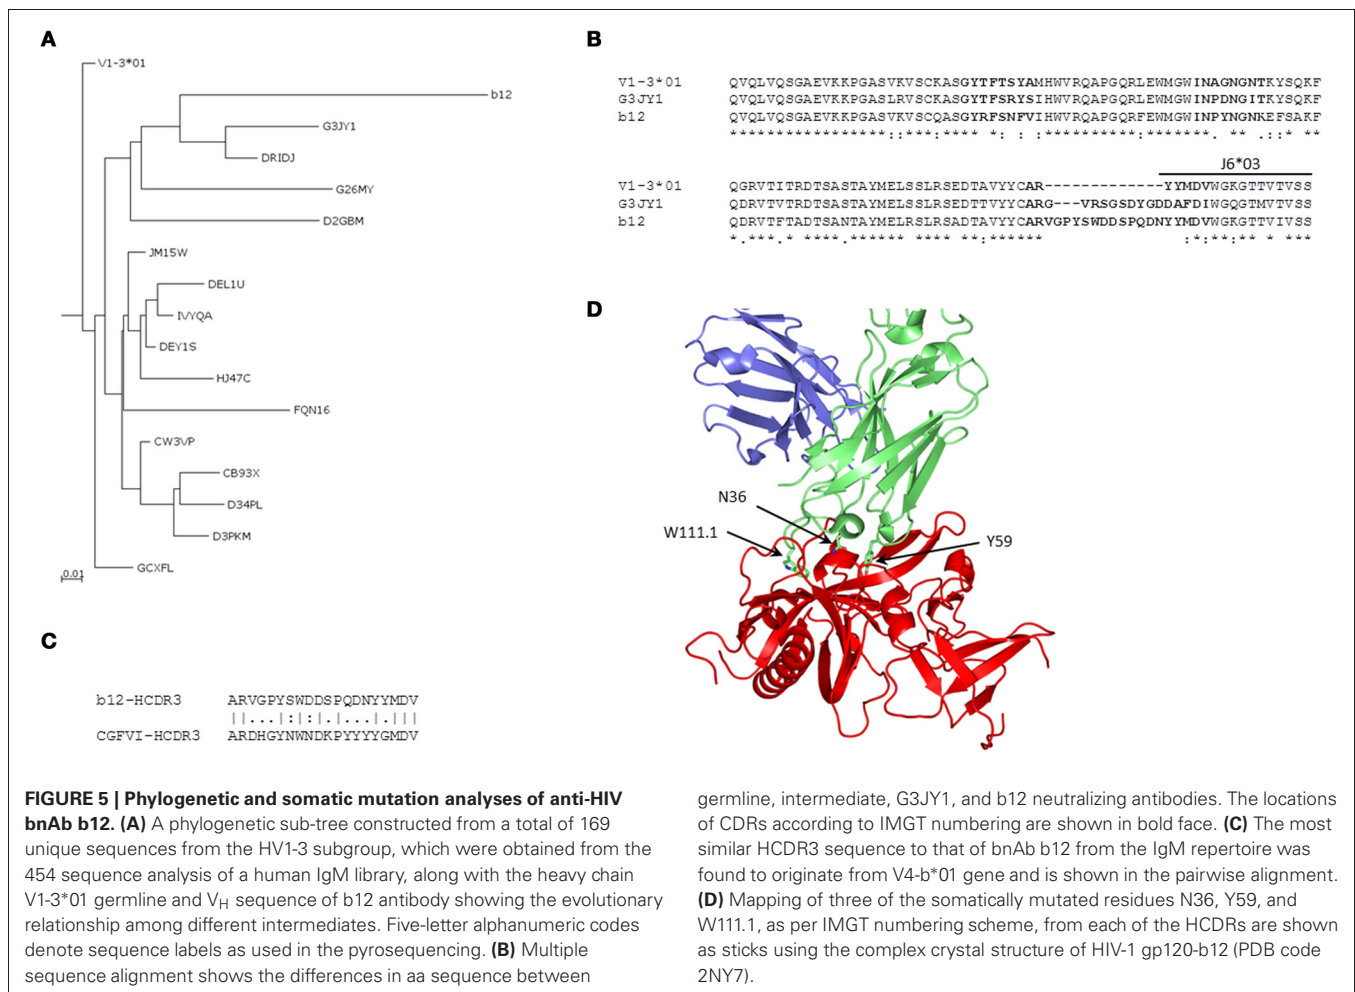 A
V1-3*01
b12
G3JY1
DRIDJ
G26MY
D2GBM
JM15W
DEL1U
IVYQA
DEY1S
HJ47C
FQN16
CW3VP
CB93X
D34PL
D3PKM
GCXFL
0.01
B
V1-3*01 QVQLVQSGAEVKKPGASVKVSCKASGYTFTSYAMHWVRQAPGQRLEWMGWINAGNGNTKYSQKF
G3JY1 QVQLVQSGAEVKKPGASLRVSCKASGYTFSRYSIHWVRQAPGQRLEWMGWINPDNGITKYSQKF
b12 QVQLVQSGAEVKKPGASVKVSCQASGYRFSNFVIHWVRQAPGQRFEWMGWINPYNGNKEFSAKF
J6*03
V1-3*01 QGRVTITRDTSASTAYMELSSLRSEDTAVYYCAR--------------YYMDVWGKGTTVTVSS
G3JY1 QDRVTVTRDTSASTAYMELSSLRSEDTAVYYCARG---VRSGSDYGDDAFDIWGQGTMVTVSS
b12 QDRVTFTADTSANTAYMELRSLRSADTAVYYCARVGPYSWDDSPQDNYYMDVWGKGTTVIVSS
C
b12-HCDR3 ARVGPYSWDDSPQDNYYMDV
||...|:|:|.|...|.|||
CGFVI-HCDR3 ARDHGYNWNDKPYYYYGMDV
D
N36
W111.1
Y59
FIGURE 5 | Phylogenetic and somatic mutation analyses of anti-HIV
bnAb b12. (A) A phylogenetic sub-tree constructed from a total of 169
unique sequences from the HV1-3 subgroup, which were obtained from the
454 sequence analysis of a human IgM library, along with the heavy chain
V1-3*01 germline and VH sequence of b12 antibody showing the evolutionary
relationship among different intermediates. Five-letter alphanumeric codes
denote sequence labels as used in the pyrosequencing. (B) Multiple
sequence alignment shows the differences in aa sequence between
germline, intermediate, G3JY1, and b12 neutralizing antibodies. The locations
of CDRs according to IMGT numbering are shown in bold face. (C) The most
similar HCDR3 sequence to that of bnAb b12 from the IgM repertoire was
found to originate from V4-b*01 gene and is shown in the pairwise alignment.
(D) Mapping of three of the somatically mutated residues N36, Y59, and
W111.1, as per IMGT numbering scheme, from each of the HCDRs are shown
as sticks using the complex crystal structure of HIV-1 gp120-b12 (PDB code
2NY7).